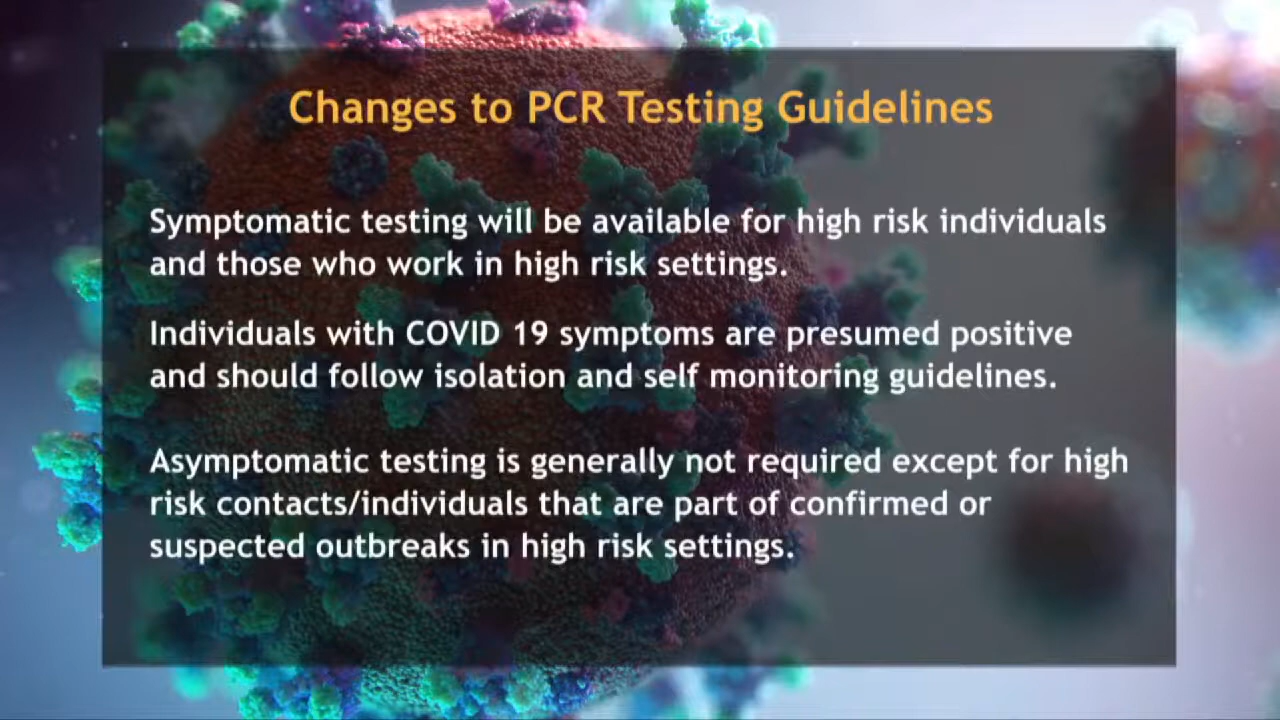 Changes to PCR Testing Guidelines
Symptomatic testing will be available for high risk individuals
and those who work in high risk settings.
Individuals with COVID 19 symptoms are presumed positive
and should follow isolation and self monitoring guidelines.
Asymptomatic testing is generally not required except for high
risk contacts/individuals that are part of confirmed or
suspected outbreaks in high risk settings.